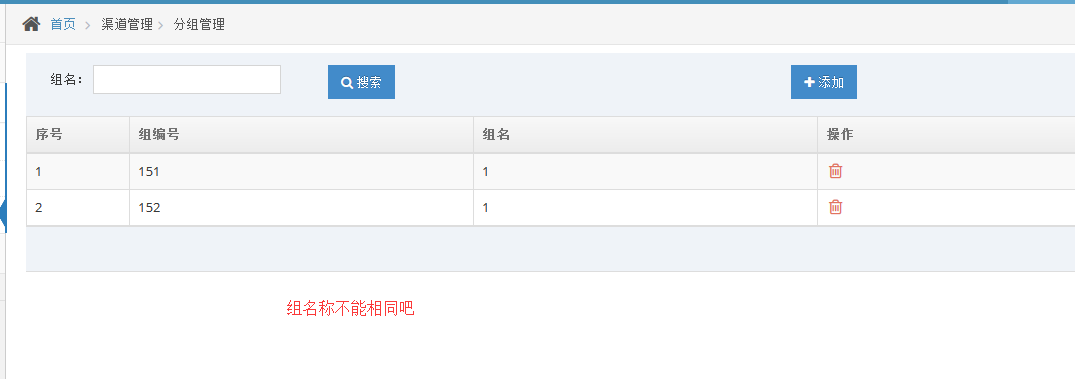 首页 渠道管理 分组管理
组名： 搜索 添加
序号 组编号 组名 操作
1 151 1
2 152 1
组名称不能相同吧